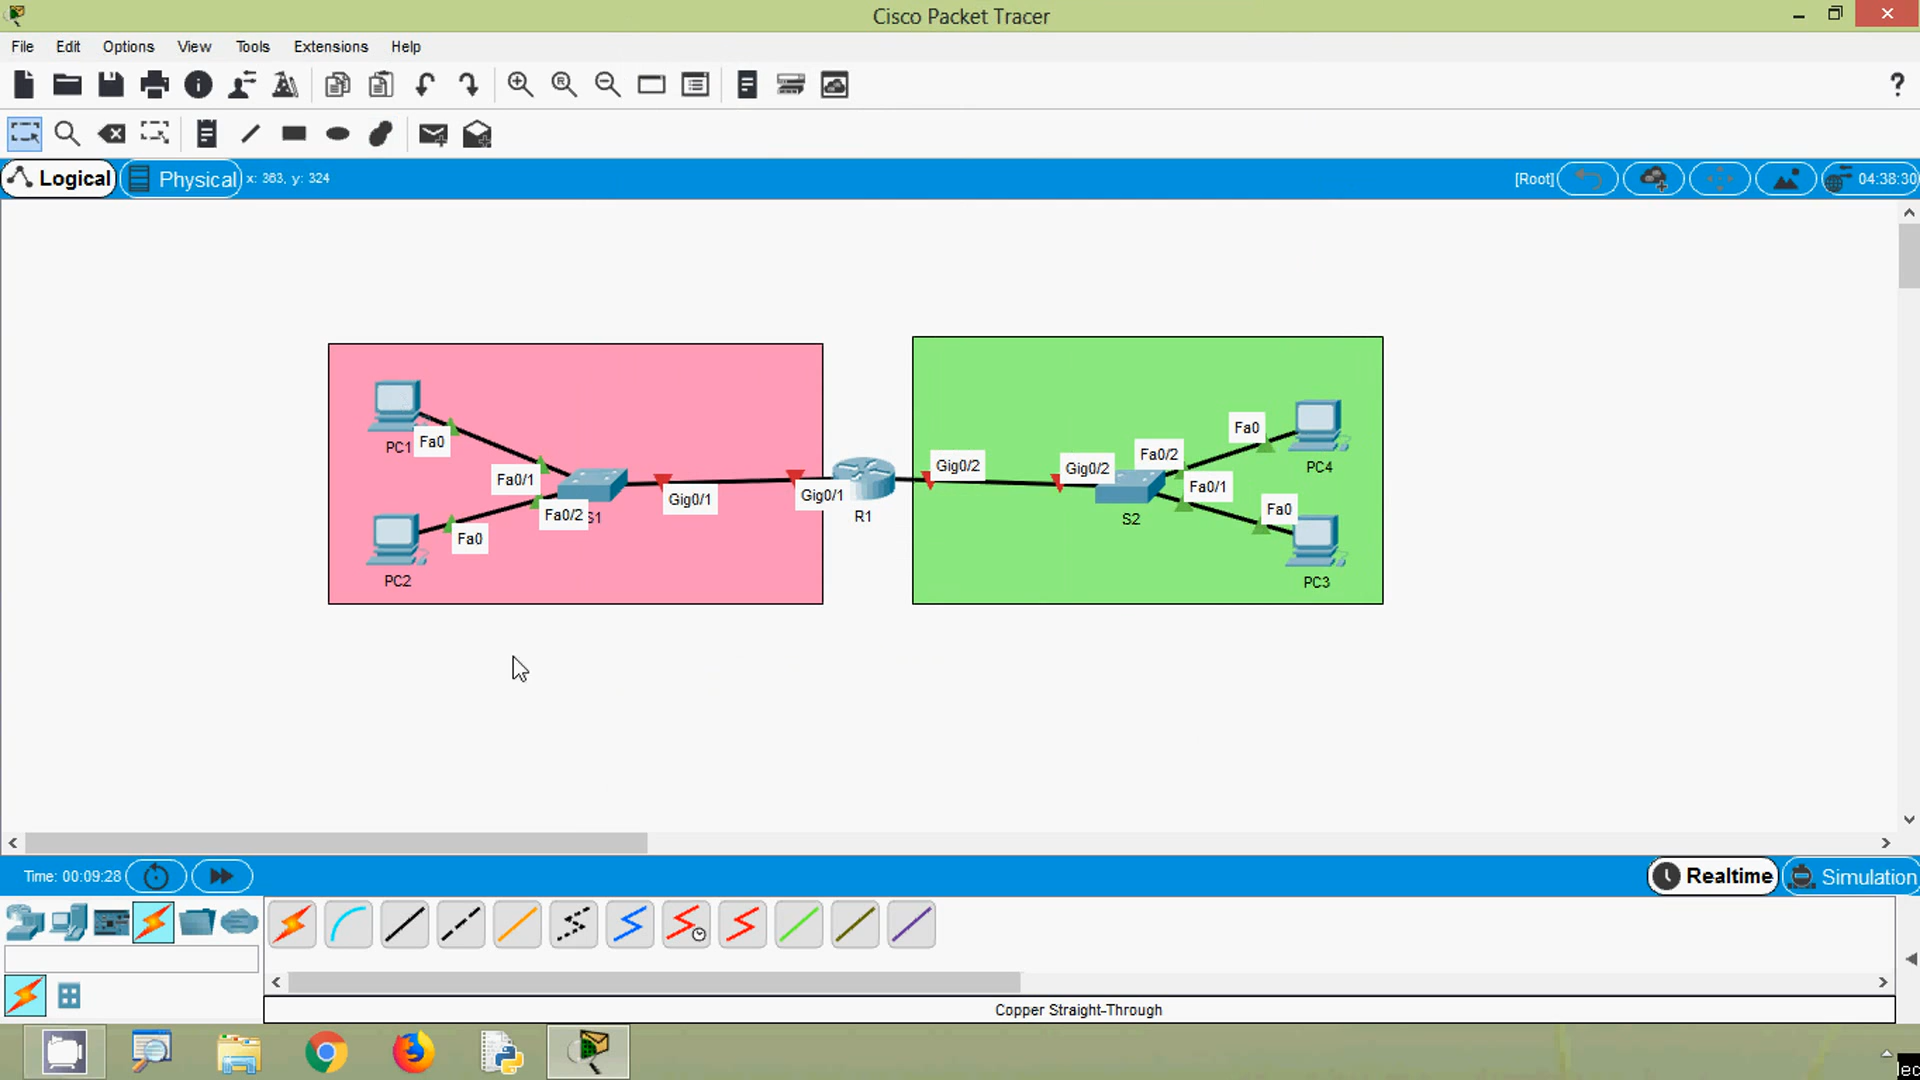 Cisco Packet Tracer
File Edit Options View Tools Extensions Help
?
Logical Physical x: 363, y: 324 [Root] 04:38:30
PC1 Fa0
Fa0/1
Fa0/2 S1
PC2 Fa0
Gig0/1
Gig0/1
R1
Gig0/2
Gig0/2
S2
Fa0/2
Fa0/1
Fa0
PC4
Fa0
PC3
Time: 00:09:28 Realtime Simulation
Copper Straight-Through